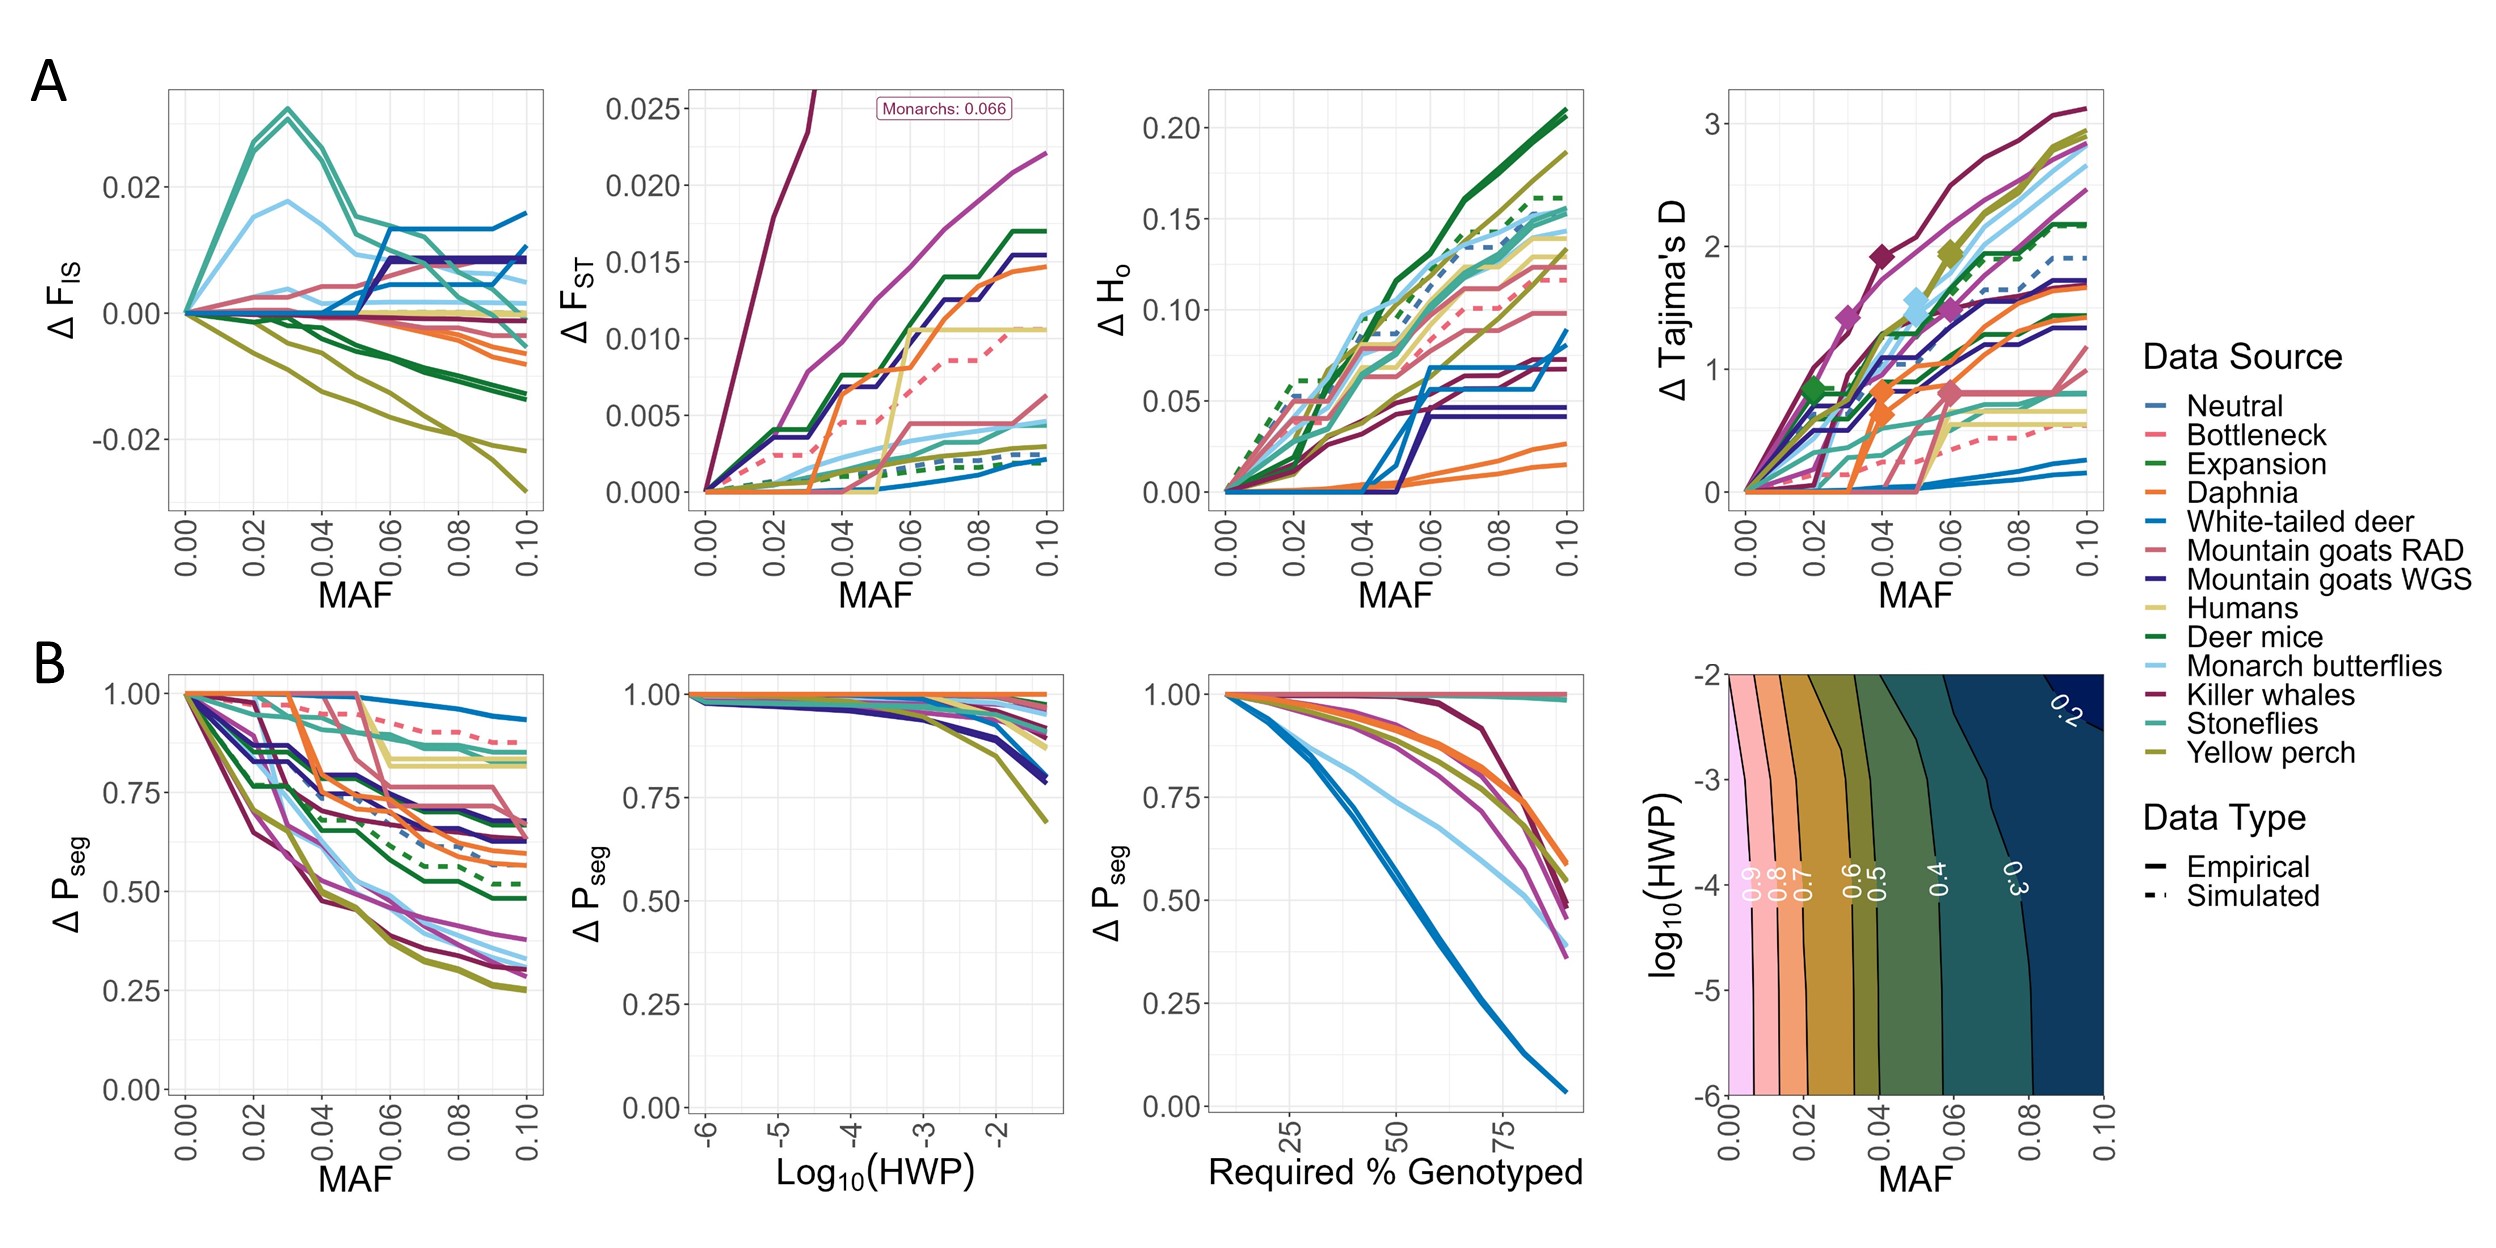 A
Δ F_IS
0.02
0.00
-0.02
0.00
0.02
0.04
0.06
0.08
0.10
MAF
Δ F_ST
0.025
0.020
0.015
0.010
0.005
0.000
Monarchs: 0.066
0.00
0.02
0.04
0.06
0.08
0.10
MAF
Δ H_o
0.20
0.15
0.10
0.05
0.00
0.00
0.02
0.04
0.06
0.08
0.10
MAF
Δ Tajima's D
3
2
1
0
0.00
0.02
0.04
0.06
0.08
0.10
MAF
B
Δ P_seg
1.00
0.75
0.50
0.25
0.00
0.00
0.02
0.04
0.06
0.08
0.10
MAF
Δ P_seg
1.00
0.75
0.50
0.25
0.00
-6
-5
-4
-3
-2
Log₁₀(HWP)
Δ P_seg
1.00
0.75
0.50
0.25
0.00
25
50
75
Required % Genotyped
log₁₀(HWP)
-2
-3
-4
-5
-6
0.9
0.8
0.7
0.6
0.5
0.4
0.3
0.2
0.00
0.02
0.04
0.06
0.08
0.10
MAF
Data Source
Neutral
Bottleneck
Expansion
Daphnia
White-tailed deer
Mountain goats RAD
Mountain goats WGS
Humans
Deer mice
Monarch butterflies
Killer whales
Stoneflies
Yellow perch
Data Type
Empirical
Simulated